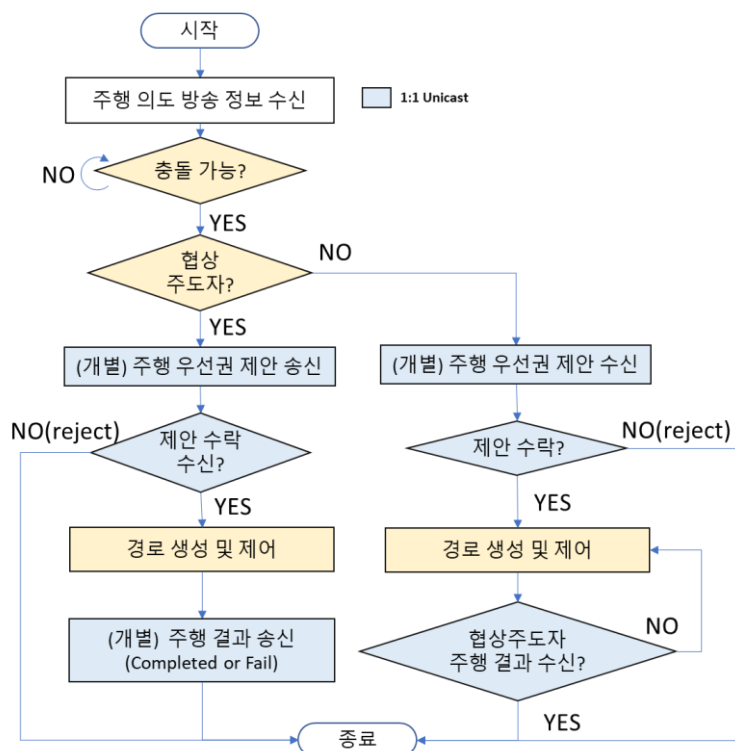 시작
주행 의도 방송 정보 수신
1:1 Unicast
충돌 가능?
NO
YES
협상
주도자?
NO
YES
(개별) 주행 우선권 제안 송신
(개별) 주행 우선권 제안 수신
NO(reject)
제안 수락
수신?
제안 수락?
NO(reject)
YES
YES
경로 생성 및 제어
경로 생성 및 제어
(개별) 주행 결과 송신
(Completed or Fail)
협상주도자
주행 결과 수신?
NO
YES
종료